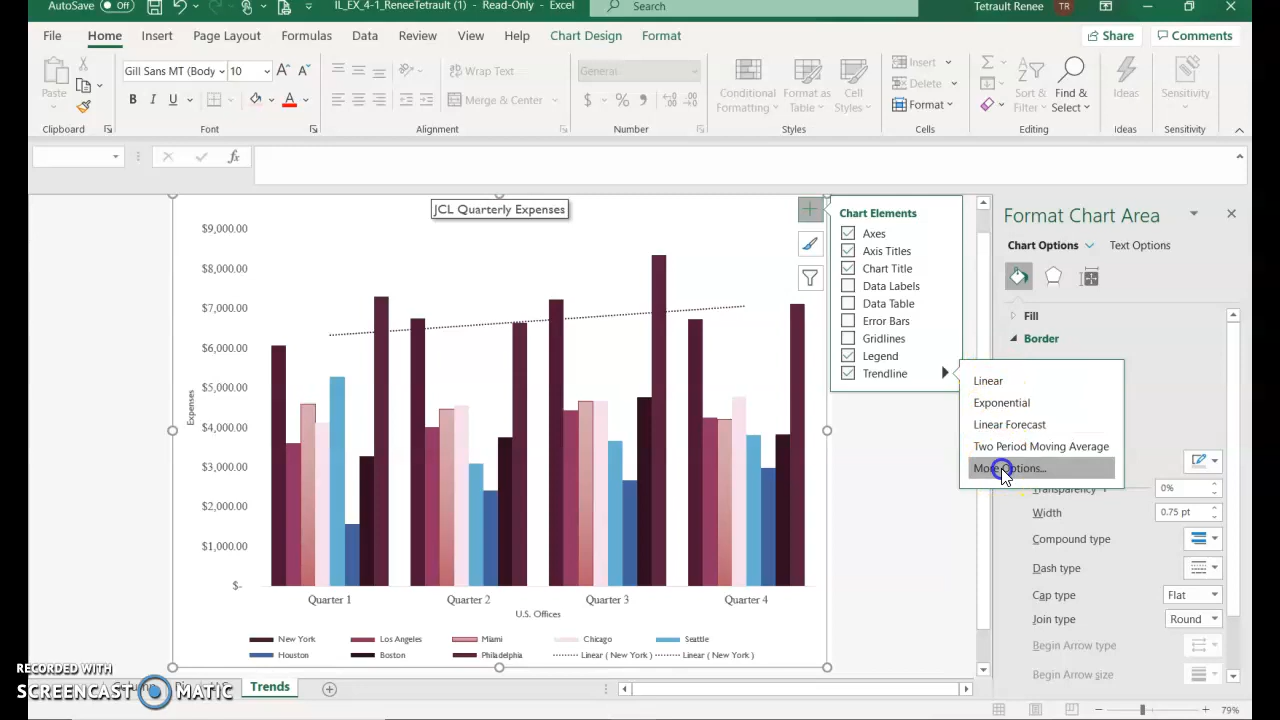 AutoSave Off IL_EX_4-1_ReneeTetrault (1) - Read-Only - Excel Search Tetrault Renee TR
File Home Insert Page Layout Formulas Data Review View Help Chart Design Format Share Comments
Paste
Gill Sans MT (Body 10
B I U
Wrap Text
Merge & Center
General
$ %
Conditional Formatting
Format as Table
Cell Styles
Insert
Delete
Format
Sort & Filter
Find & Select
Ideas
Sensitivity
Clipboard Font Alignment Number Styles Cells Editing Ideas Sensitivity
fx
JCL Quarterly Expenses
$9,000.00
$8,000.00
$7,000.00
$6,000.00
$5,000.00
$4,000.00
$3,000.00
$2,000.00
$1,000.00
$-
Expenses
Quarter 1 Quarter 2 Quarter 3 Quarter 4
U.S. Offices
New York Los Angeles Miami Chicago Seattle
Houston Boston Philadelphia Linear ( New York ) Linear ( New York )
Chart Elements
Axes
Axis Titles
Chart Title
Data Labels
Data Table
Error Bars
Gridlines
Legend
Trendline
Linear
Exponential
Linear Forecast
Two Period Moving Average
More Options...
Format Chart Area
Chart Options Text Options
Fill
Border
Transparency 0%
Width 0.75 pt
Compound type
Dash type
Cap type Flat
Join type Round
Begin Arrow type
Begin Arrow size
RECORDED WITH
SCREENCAST MATIC
Trends
79%